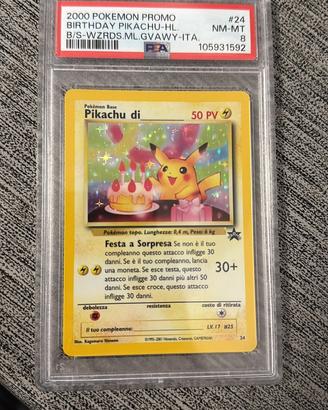 2000 POKEMON PROMO #24
BIRTHDAY PIKACHU-HL. NM-MT
B/S-WZRDS.ML.GVAWY-ITA. 8
PSA 105931592
Pokémon Base
Pikachu di 50 PV
Pokémon topo. Lunghezza: 0,4 m, Peso: 6 kg
Festa a Sorpresa Se non è il tuo
compleanno questo attacco infligge 30
danni. Se è il tuo compleanno, lancia
una moneta. Se esce testa, questo
attacco infligge 30 danni più altri 50
danni. Se esce croce, questo attacco
infligge 30 danni.
30+
debolezza resistenza costo di ritirata
Il tuo compleanno:
LV.17 #25
Illus. Kagemaru Himeno
24